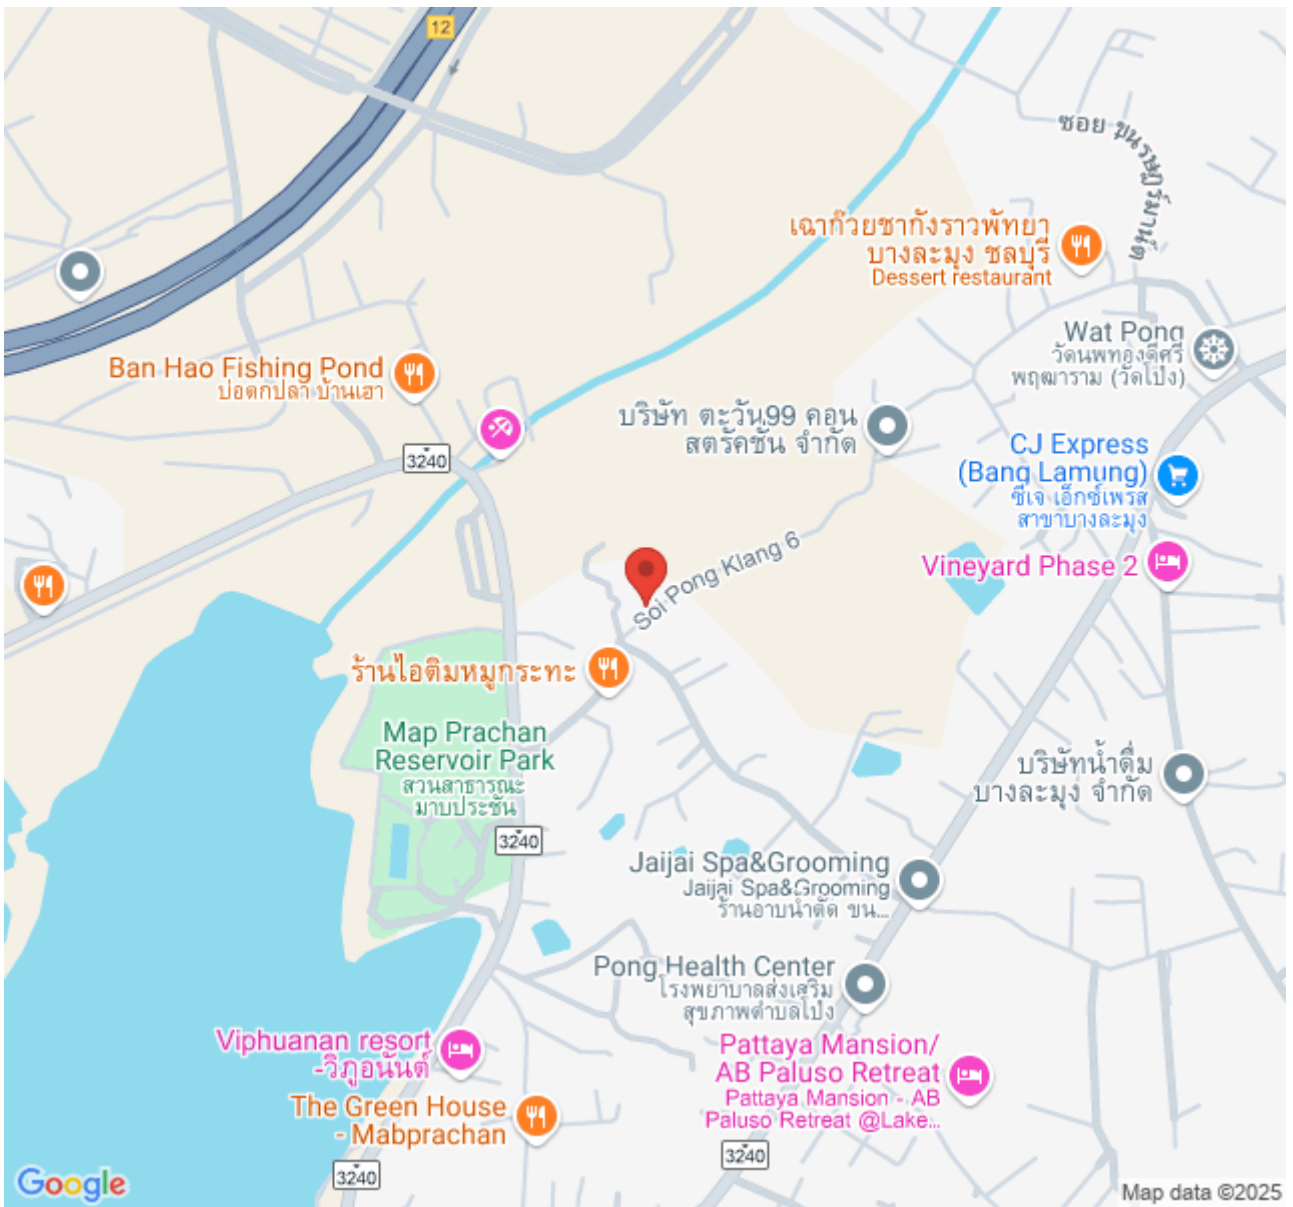 12
ซอย ขุนราษฎร์มานัต
เฉาก๊วยชากังราวพัทยา
บางละมุง ชลบุรี
Dessert restaurant
Wat Pong
วัดนพทองดีศรี
พฤฒาราม (วัดโป่ง)
Ban Hao Fishing Pond
บ่อตกปลา บ้านเฮา
บริษัท ตะวัน99 คอน
สตรัคชั่น จำกัด
CJ Express
(Bang Lamung)
ซีเจ เอ็กซ์เพรส
สาขาบางละมุง
3240
Soi Pong Klang 6
Vineyard Phase 2
ร้านไอติมหมูกระทะ
Map Prachan
Reservoir Park
สวนสาธารณะ
มาบประชัน
บริษัทน้ำดื่ม
บางละมุง จำกัด
3240
Jaijai Spa&Grooming
Jaijai Spa&Grooming
ร้านอาบน้ำตัด ขน...
Pong Health Center
โรงพยาบาลส่งเสริม
สุขภาพตำบลโป่ง
Viphuanan resort
-วิภูอนันต์
Pattaya Mansion/
AB Paluso Retreat
Pattaya Mansion - AB
Paluso Retreat @Lake...
The Green House
- Mabprachan
3240
3240
Google
Map data ©2025